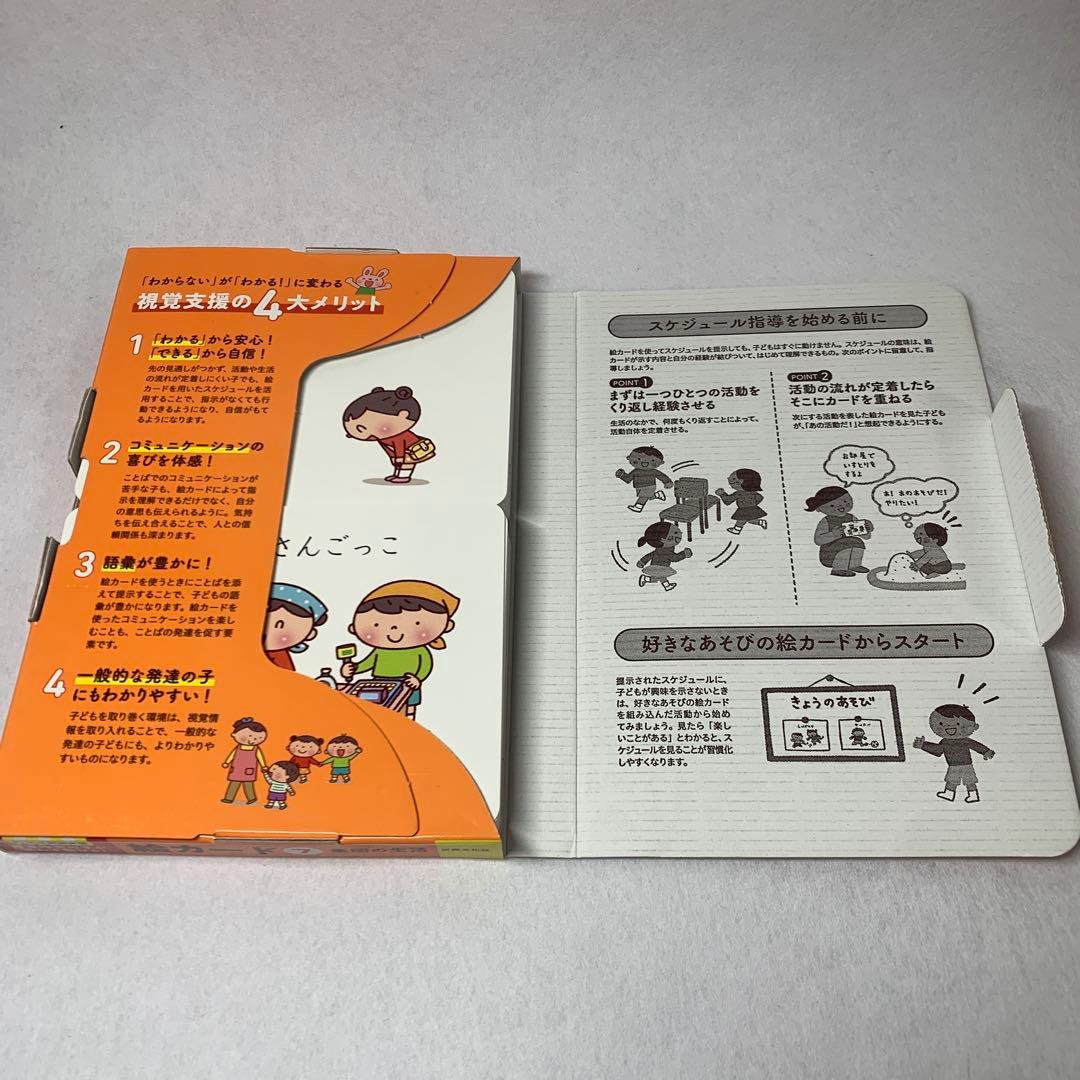 「わからない」が「わかる!」に変わる
視覚支援の4大メリット
1 「わかる」から安心!
「できる」から自信!
先の見通しがつかず、活動や生活
の流れが定着しにくい子でも、絵
カードを用いたスケジュールを活
用することで、指示がなくても行
動できるようになり、自信がもて
るようになります。
2 コミュニケーションの
喜びを体感!
ことばでのコミュニケーションが
苦手な子も、絵カードによって指
示を理解できるだけでなく、自分
の意思も伝えられるように。気持
ちを伝え合えることで、人との信
頼関係も深まります。
3 語彙が豊かに!
絵カードを使うときにことばを添
えて提示することで、子どもの語
彙が豊かになります。絵カードを
使ったコミュニケーションを楽し
むことも、ことばの発達を促す要
素です。
4 一般的な発達の子
にもわかりやすい!
子どもを取り巻く環境は、視覚情
報を取り入れることで、一般的な
発達の子どもにも、よりわかりや
すいものになります。
さんごっこ
絵カード 7 の生活
スケジュール指導を始める前に
絵カードを使ってスケジュールを提示しても、子どもはすぐに動けません。スケジュールの意味は、絵
カードが示す内容と自分の経験が結びついて、はじめて理解できるもの。次のポイントに留意して、指
導しましょう。
POINT 1
まずは一つひとつの活動を
くり返し経験させる
生活のなかで、何度もくり返すことによって、
活動自体を定着させる。
POINT 2
活動の流れが定着したら
そこにカードを重ねる
次にする活動を表した絵カードを見た子ども
が、「あの活動だ!」と想起できるようにする。
お部屋で
いすとりを
するよ
お!あのあそびだ!
やりたい!
好きなあそびの絵カードからスタート
提示されたスケジュールに、
子どもが興味を示さないとき
は、好きなあそびの絵カード
を組み込んだ活動から始め
てみましょう。見たら「楽し
いことがある」とわかると、ス
ケジュールを見ることが習慣化
しやすくなります。
きょうのあそび